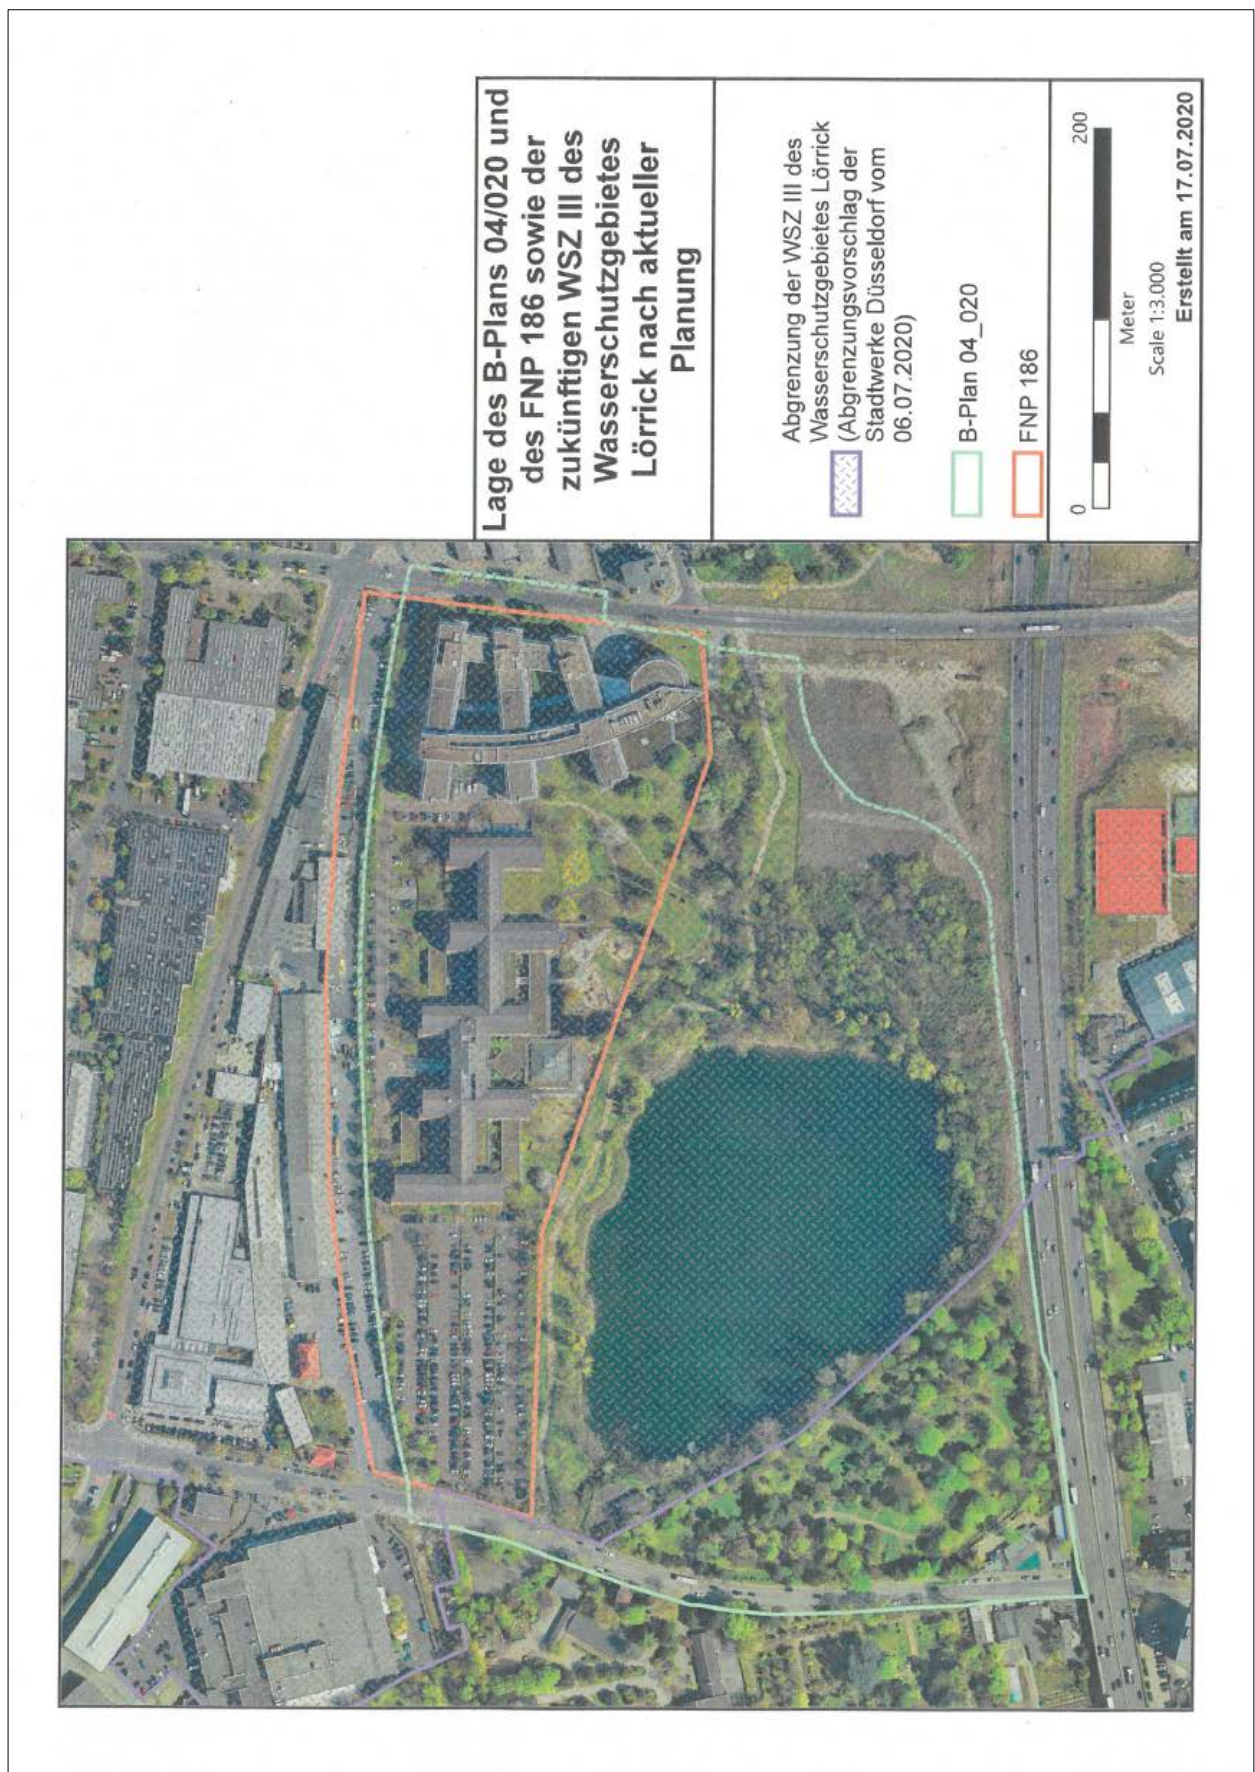 Lage des B-Plans 04/020 und
des FNP 186 sowie der
zukünftigen WSZ III des
Wasserschutzgebietes
Lörrick nach aktueller
Planung
Abgrenzung der WSZ III des
Wasserschutzgebietes Lörrick
(Abgrenzungsvorschlag der
Stadtwerke Düsseldorf vom
06.07.2020)
B-Plan 04_020
FNP 186
0
200
Meter
Scale 1:3.000
Erstellt am 17.07.2020